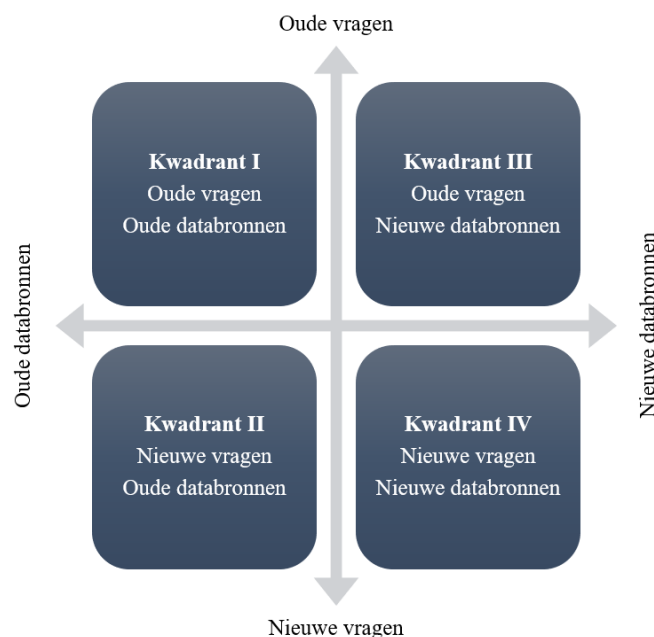 Oude vragen
Kwadrant I
Oude vragen
Oude databronnen
Kwadrant III
Oude vragen
Nieuwe databronnen
Oude databronnen
Nieuwe databronnen
Kwadrant II
Nieuwe vragen
Oude databronnen
Kwadrant IV
Nieuwe vragen
Nieuwe databronnen
Nieuwe vragen